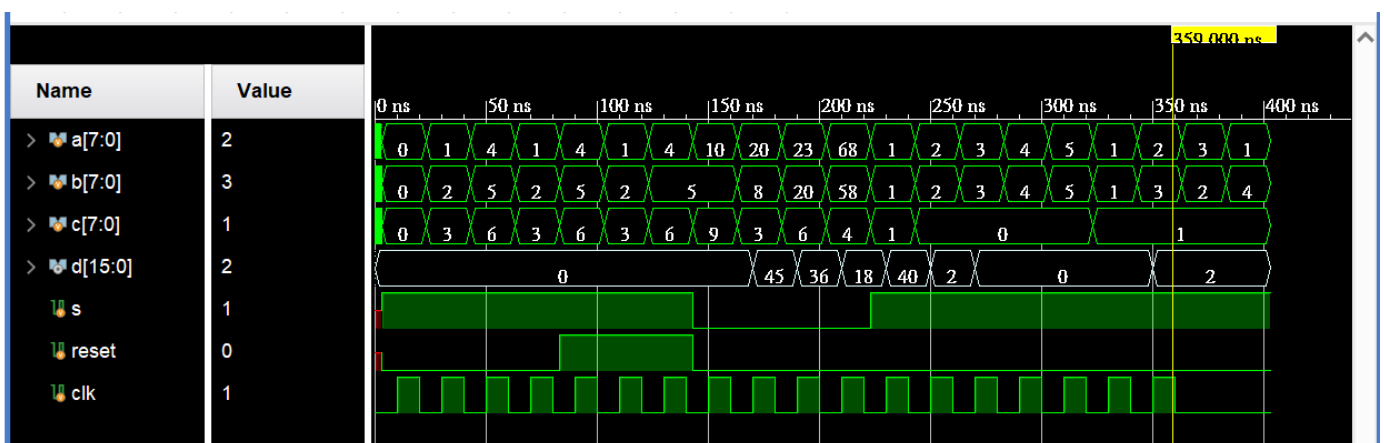 359.000 ns
Name Value
0 ns 50 ns 100 ns 150 ns 200 ns 250 ns 300 ns 350 ns 400 ns
> a[7:0] 2 0 1 4 1 4 1 4 10 20 23 68 1 2 3 4 5 1 2 3 1
> b[7:0] 3 0 2 5 2 5 2 5 8 20 58 1 2 3 4 5 1 3 2 4
> c[7:0] 1 0 3 6 3 6 3 6 9 3 6 4 1 0 1
> d[15:0] 2 0 45 36 18 40 2 0 2
s 1
reset 0
clk 1